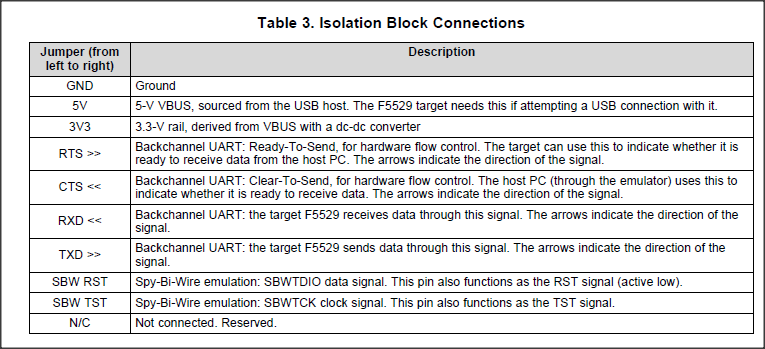 Table 3. Isolation Block Connections
Jumper (from left to right) Description
GND Ground
5V 5-V VBUS, sourced from the USB host. The F5529 target needs this if attempting a USB connection with it.
3V3 3.3-V rail, derived from VBUS with a dc-dc converter
RTS >> Backchannel UART: Ready-To-Send, for hardware flow control. The target can use this to indicate whether it is
ready to receive data from the host PC. The arrows indicate the direction of the signal.
CTS << Backchannel UART: Clear-To-Send, for hardware flow control. The host PC (through the emulator) uses this to
indicate whether it is ready to receive data. The arrows indicate the direction of the signal.
RXD << Backchannel UART: the target F5529 receives data through this signal. The arrows indicate the direction of the
signal.
TXD >> Backchannel UART: the target F5529 sends data through this signal. The arrows indicate the direction of the
signal.
SBW RST Spy-Bi-Wire emulation: SBWTDIO data signal. This pin also functions as the RST signal (active low).
SBW TST Spy-Bi-Wire emulation: SBWTCK clock signal. This pin also functions as the TST signal.
N/C Not connected. Reserved.